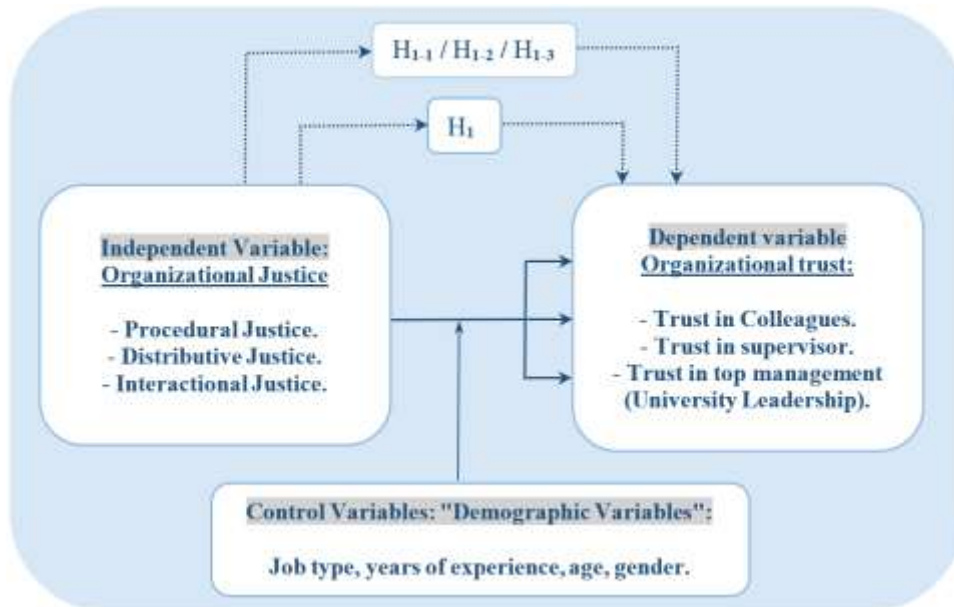 H1-1 / H1-2 / H1-3
H1
Independent Variable:
Organizational Justice
- Procedural Justice.
- Distributive Justice.
- Interactional Justice.
Dependent variable
Organizational trust:
- Trust in Colleagues.
- Trust in supervisor.
- Trust in top management
(University Leadership).
Control Variables: "Demographic Variables":
Job type, years of experience, age, gender.